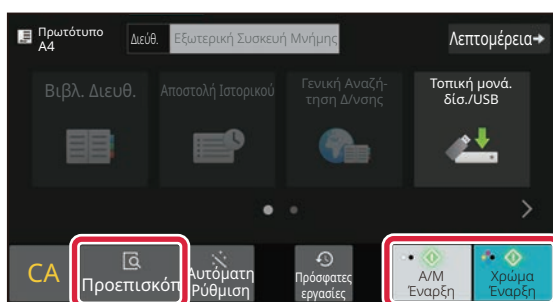 Πρωτότυπο
A4
Διεύθ.
Εξωτερική Συσκευή Μνήμης
Λεπτομέρεια
Βιβλ. Διευθ.
Αποστολή Ιστορικού
Γενική Αναζή-
τηση Δ/νσης
Τοπική μονά.
δίσ./USB
CA
Προεπισκόπ
Αυτόματη
Ρύθμιση
Πρόσφατες
εργασίες
Α/Μ
Έναρξη
Χρώμα
Έναρξη